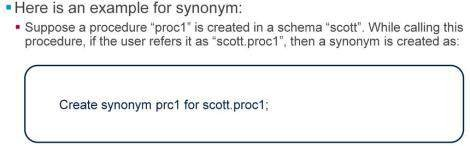 Here is an example for synonym:
Suppose a procedure “proc1” is created in a schema “scott”. While calling this
procedure, if the user refers it as “scott.proc1”, then a synonym is created as:
Create synonym prc1 for scott.proc1;